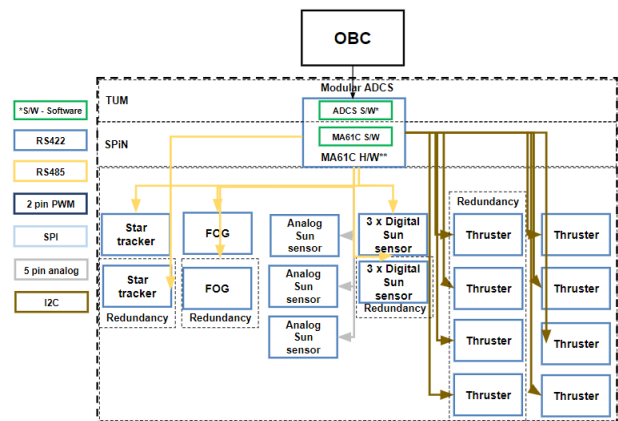 OBC
Modular ADCS
TUM
ADCS S/W*
*S/W - Software
RS422
SPiN
MA61C S/W
MA61C H/W**
RS485
2 pin PWM
SPI
5 pin analog
I2C
Star
tracker
FOG
Analog
Sun
sensor
3 x Digital
Sun
sensor
Redundancy
Thruster
Thruster
Star
tracker
Redundancy
FOG
Redundancy
Analog
Sun
sensor
3 x Digital
Sun
sensor
Redundancy
Thruster
Thruster
Analog
Sun
sensor
Thruster
Thruster
Thruster
Thruster